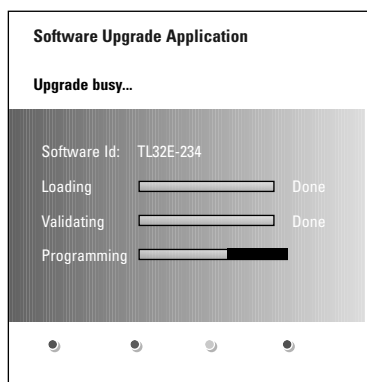 Software Upgrade Application
Upgrade busy...
Software Id: TL32E-234
Loading Done
Validating Done
Programming